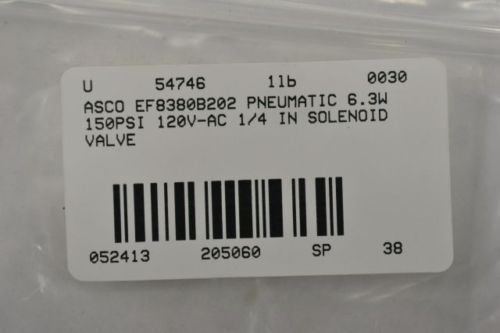 U 54746 1lb 0030
ASCO EF8380B202 PNEUMATIC 6.3W
150PSI 120V-AC 1/4 IN SOLENOID
VALVE
052413 205060 SP 38